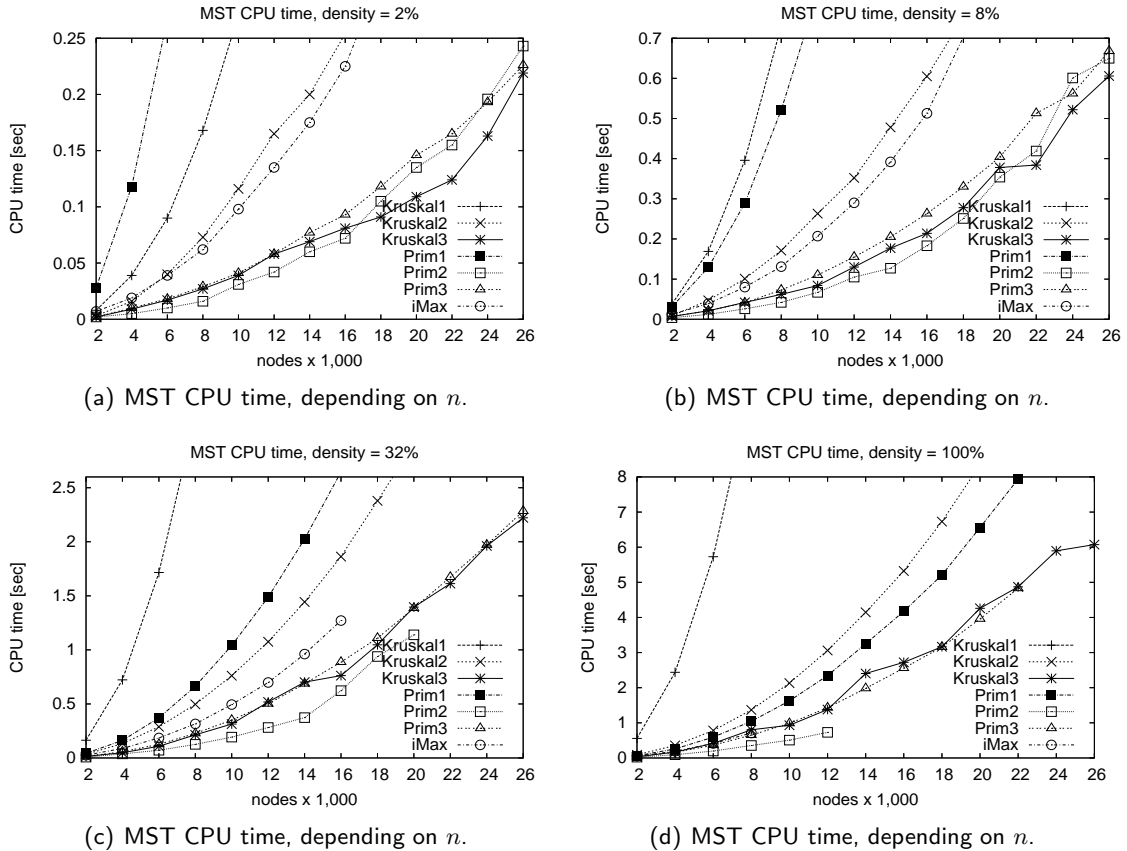 MST CPU time, density = 2%
CPU time [sec]
0.25
0.2
0.15
0.1
0.05
0
2 4 6 8 10 12 14 16 18 20 22 24 26
nodes x 1,000
Kruskal1
Kruskal2
Kruskal3
Prim1
Prim2
Prim3
iMax
(a) MST CPU time, depending on n.
MST CPU time, density = 8%
CPU time [sec]
0.7
0.6
0.5
0.4
0.3
0.2
0.1
0
2 4 6 8 10 12 14 16 18 20 22 24 26
nodes x 1,000
Kruskal1
Kruskal2
Kruskal3
Prim1
Prim2
Prim3
iMax
(b) MST CPU time, depending on n.
MST CPU time, density = 32%
CPU time [sec]
2.5
2
1.5
1
0.5
0
2 4 6 8 10 12 14 16 18 20 22 24 26
nodes x 1,000
Kruskal1
Kruskal2
Kruskal3
Prim1
Prim2
Prim3
iMax
(c) MST CPU time, depending on n.
MST CPU time, density = 100%
CPU time [sec]
8
7
6
5
4
3
2
1
0
2 4 6 8 10 12 14 16 18 20 22 24 26
nodes x 1,000
Kruskal1
Kruskal2
Kruskal3
Prim1
Prim2
Prim3
iMax
(d) MST CPU time, depending on n.